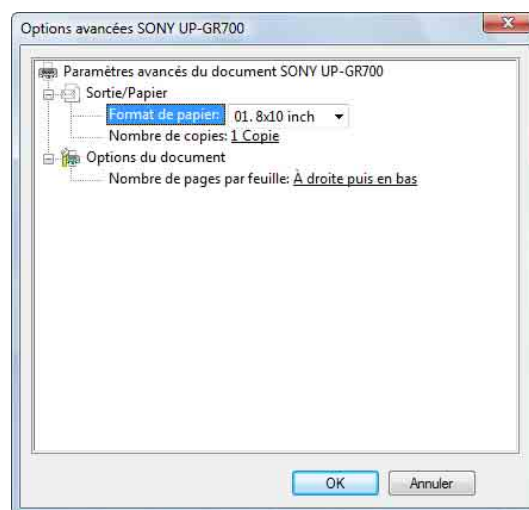 Options avancées SONY UP-GR700
Paramètres avancés du document SONY UP-GR700
Sortie/Papier
Format de papier: 01. 8x10 inch
Nombre de copies: 1 Copie
Options du document
Nombre de pages par feuille: À droite puis en bas
OK Annuler